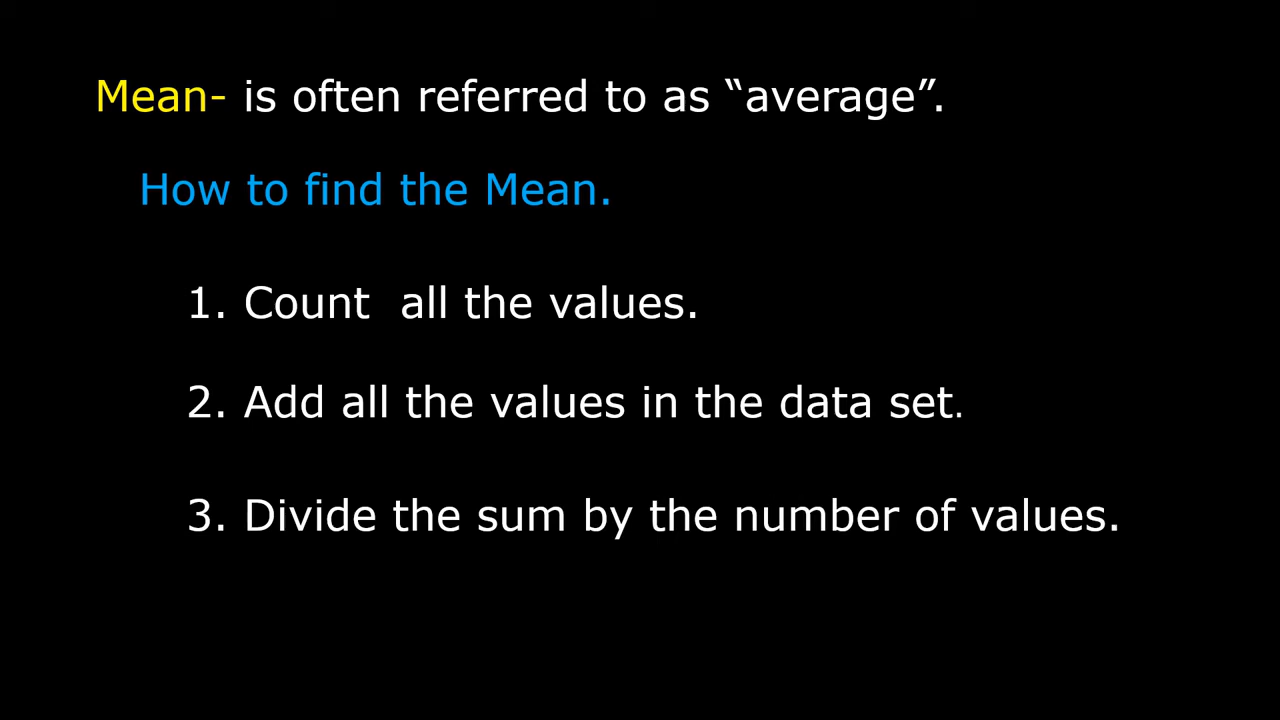 Mean- is often referred to as “average”.
How to find the Mean.
1. Count  all the values.
2. Add all the values in the data set.
3. Divide the sum by the number of values.